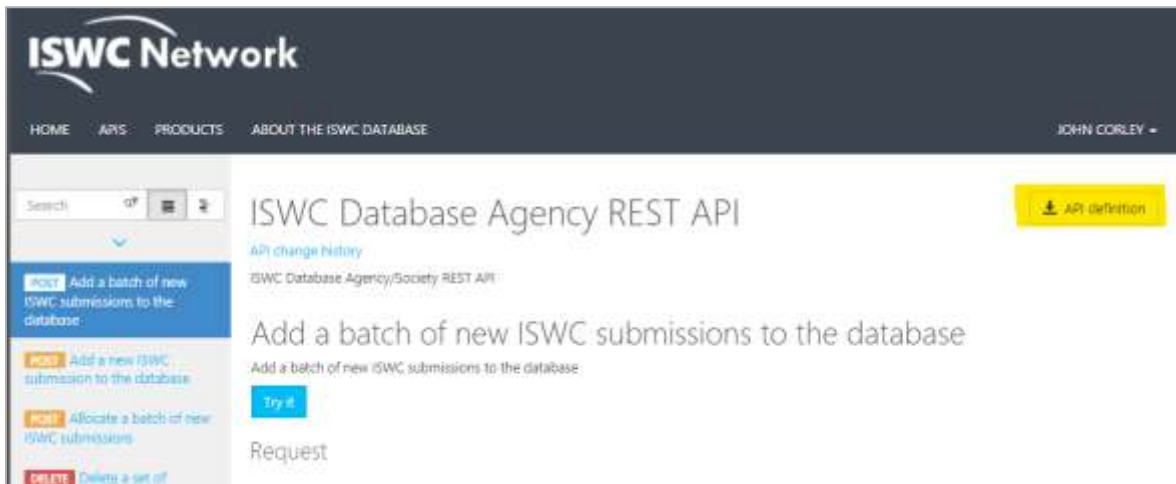 ISWC Network
HOME APIS PRODUCTS ABOUT THE ISWC DATABASE JOHN CORLEY
Search
POST Add a batch of new
ISWC submissions to the
database
POST Add a new ISWC
submission to the database
POST Allocate a batch of new
ISWC submissions
DELETE Delete a set of
ISWC Database Agency REST API
API definition
API change history
ISWC Database Agency/Society REST API
Add a batch of new ISWC submissions to the database
Add a batch of new ISWC submissions to the database
Try it
Request